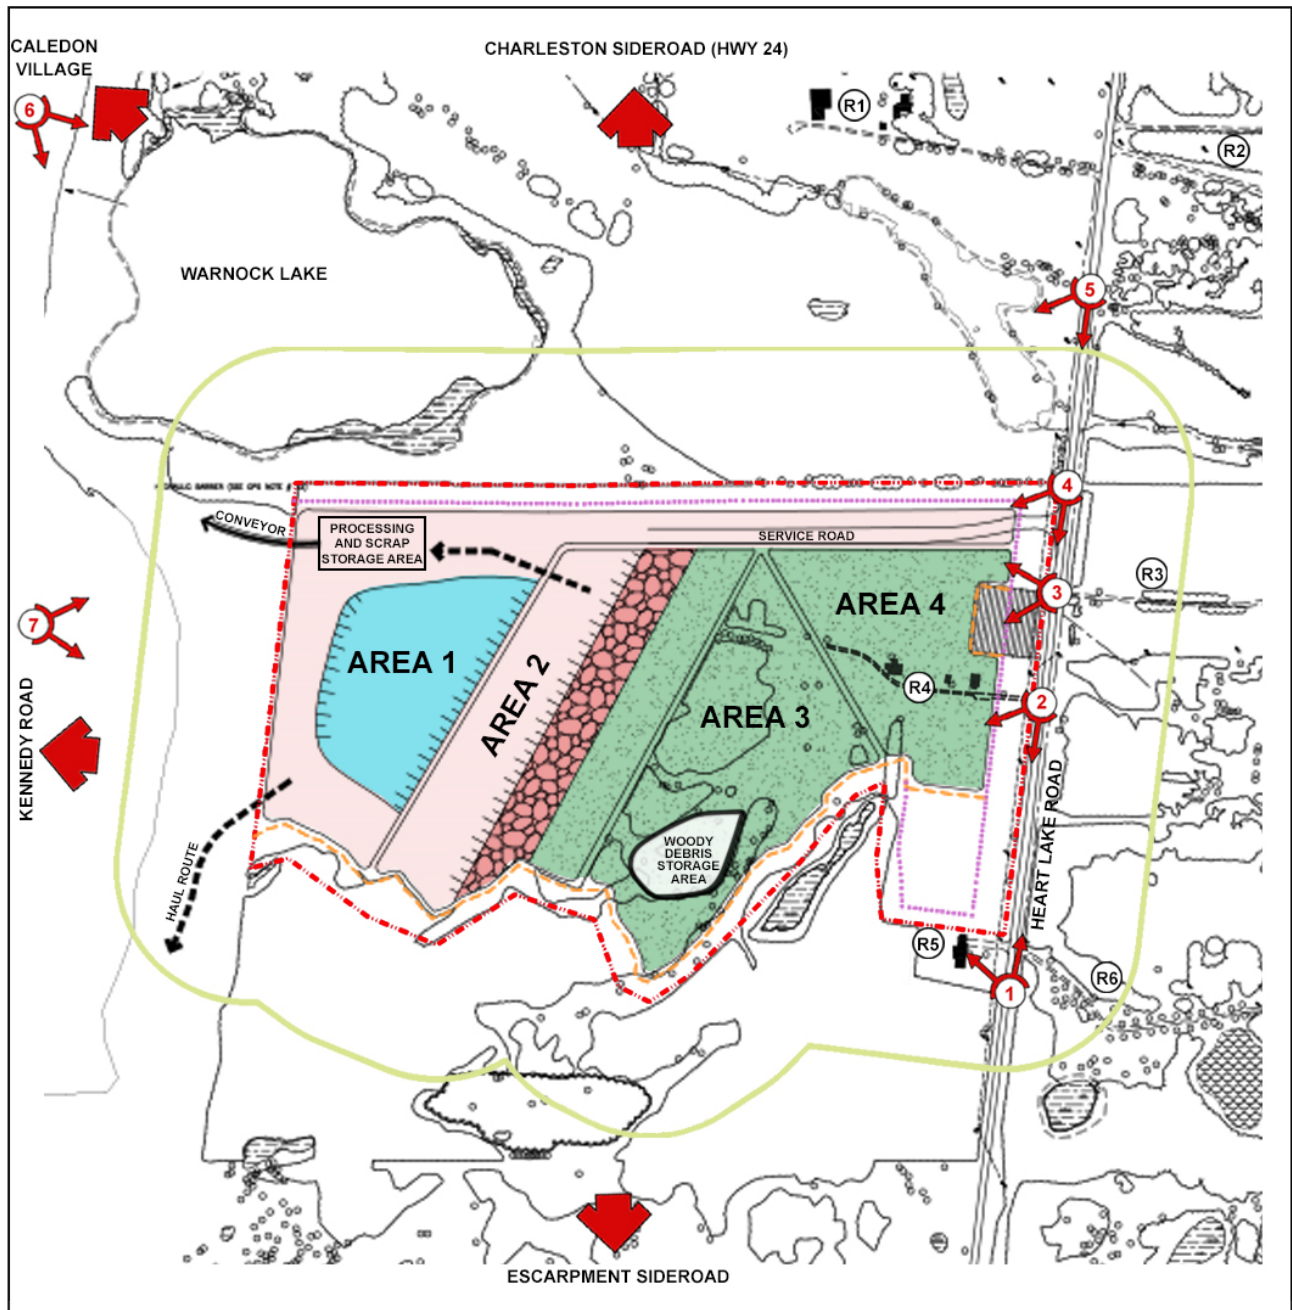 CALEDON
VILLAGE
CHARLESTON SIDEROAD (HWY 24)
6
R1
R2
5
WARNOCK LAKE
4
CONVEYOR
PROCESSING
AND SCRAP
STORAGE AREA
SERVICE ROAD
3
R3
AREA 4
7
AREA 1
AREA 2
R4
2
AREA 3
KENNEDY ROAD
HEART LAKE ROAD
WOODY
DEBRIS
STORAGE
AREA
HAUL ROUTE
R5
R6
1
ESCARPMENT SIDEROAD